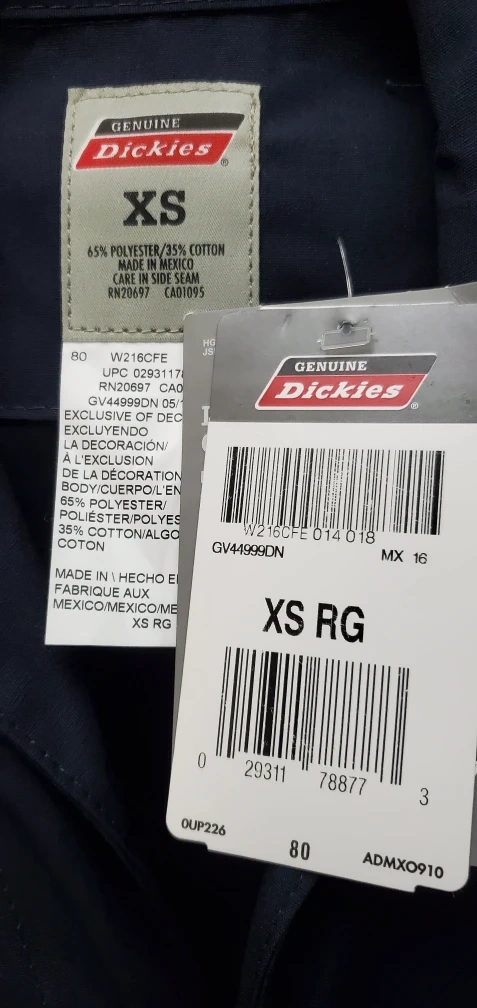 GENUINE
Dickies
®
XS
65% POLYESTER/35% COTTON
MADE IN MEXICO
CARE IN SIDE SEAM
RN20697 CA01095
80 W216CFE
UPC 0293117
RN20697 CA0
GV44999DN 05/1
EXCLUSIVE OF DEC
EXCLUYENDO
LA DECORACIÓN/
À L'EXCLUSION
DE LA DÉCORATION
BODY/CUERPO/L'EN
65% POLYESTER/
POLIÉSTER/POLYES
35% COTTON/ALGO
COTON
MADE IN \ HECHO E
FABRIQUE AUX
MEXICO/MEXICO/ME
XS RG
HG
JS
GENUINE
Dickies
®
W216CFE 014 018
GV44999DN MX 16
XS RG
0 29311 78877 3
0UP226 80 ADMXO910